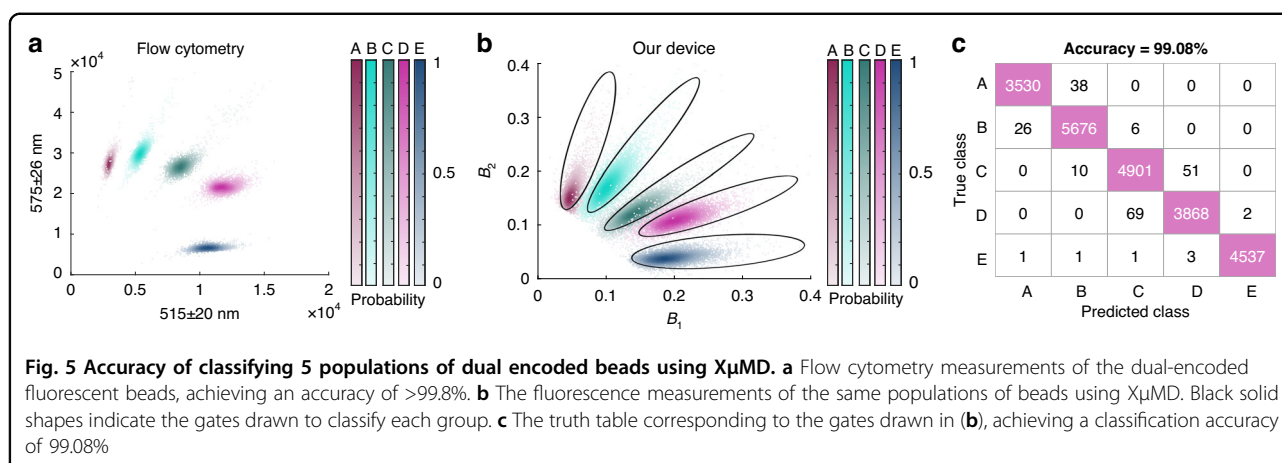 a
Flow cytometry
×10⁴
5
4
3
2
1
0
575±26 nm
0
1
2
515±20 nm
×10⁴
A B C D E
1
0.5
0
Probability
b
Our device
0.4
0.3
0.2
0.1
0
B₂
0
0.1
0.2
0.3
0.4
B₁
A B C D E
1
0.5
0
Probability
c
Accuracy = 99.08%
True class
A 3530 38 0 0 0
B 26 5676 6 0 0
C 0 10 4901 51 0
D 0 0 69 3868 2
E 1 1 1 3 4537
A B C D E
Predicted class
Fig. 5 Accuracy of classifying 5 populations of dual encoded beads using XμMD. a Flow cytometry measurements of the dual-encoded
fluorescent beads, achieving an accuracy of >99.8%. b The fluorescence measurements of the same populations of beads using XμMD. Black solid
shapes indicate the gates drawn to classify each group. c The truth table corresponding to the gates drawn in (b), achieving a classification accuracy
of 99.08%